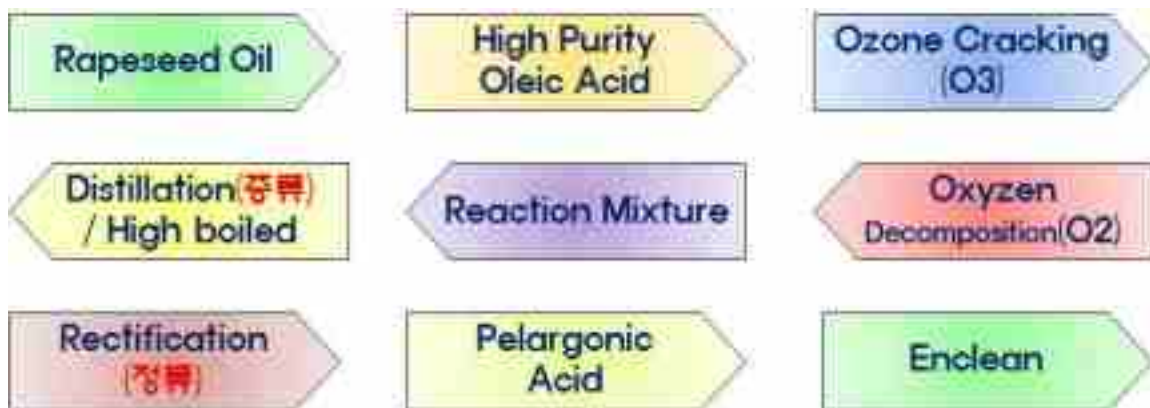 Rapeseed Oil
High Purity
Oleic Acid
Ozone Cracking
(O3)
Distillation(증류)
/ High boiled
Reaction Mixture
Oxyzen
Decomposition(O2)
Rectification
(정류)
Pelargonic
Acid
Enclean